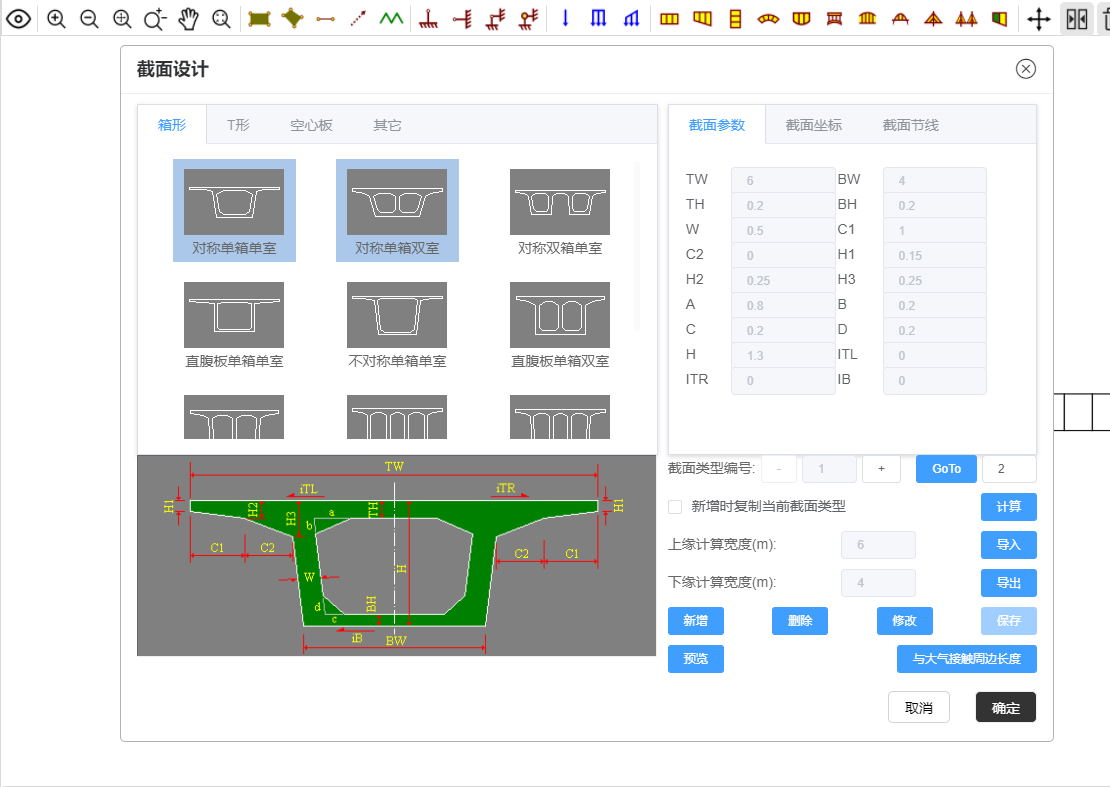 截面设计
箱形 T形 空心板 其它
对称单箱单室 对称单箱双室 对称双箱单室
直腹板单箱单室 不对称单箱单室 直腹板单箱双室
TW
iTL iTR
H1 H2 H3 a b TH H1
C1 C2 H C2 C1
W
d c BH
iB BW
截面参数 截面坐标 截面节线
TW 6 BW 4
TH 0.2 BH 0.2
W 0.5 C1 1
C2 0 H1 0.15
H2 0.25 H3 0.25
A 0.8 B 0.2
C 0.2 D 0.2
H 1.3 ITL 0
ITR 0 IB 0
截面类型编号: - 1 + GoTo 2
新增时复制当前截面类型 计算
上缘计算宽度(m): 6 导入
下缘计算宽度(m): 4 导出
新增 删除 修改 保存
预览 与大气接触周边长度
取消 确定